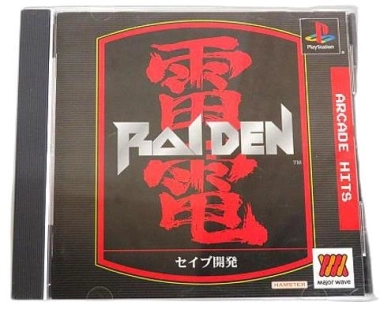 PlayStation
ARCADE HITS
雷電
RAIDEN
TM
セイブ開発
HAMSTER
major wave